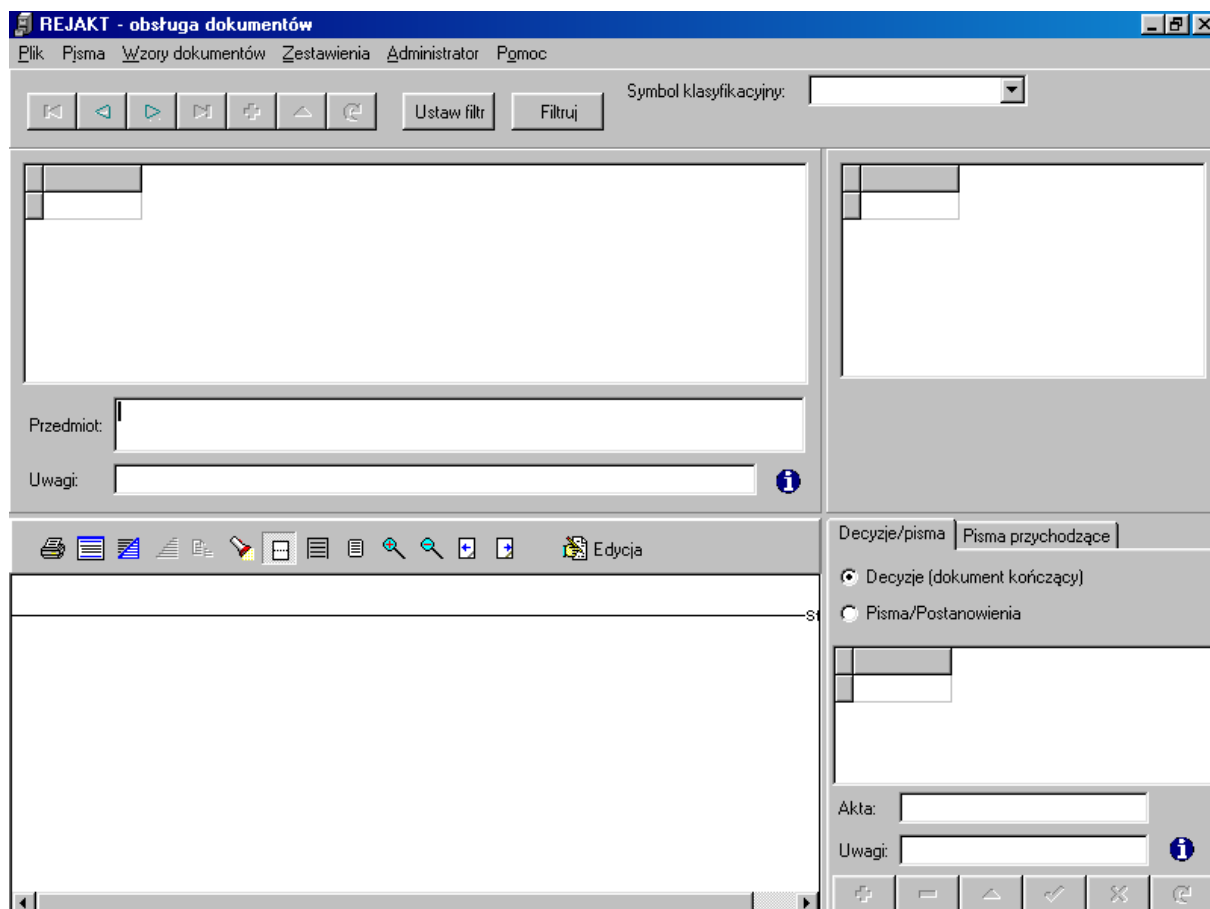 REJAKT - obsługa dokumentów
Plik Pisma Wzory dokumentów Zestawienia Administrator Pomoc
Ustaw filtr Filtruj Symbol klasyfikacyjny:
Przedmiot:
Uwagi:
Edycja
Decyzje/pisma Pisma przychodzące
Decyzje (dokument kończący)
Pisma/Postanowienia
Akta:
Uwagi: